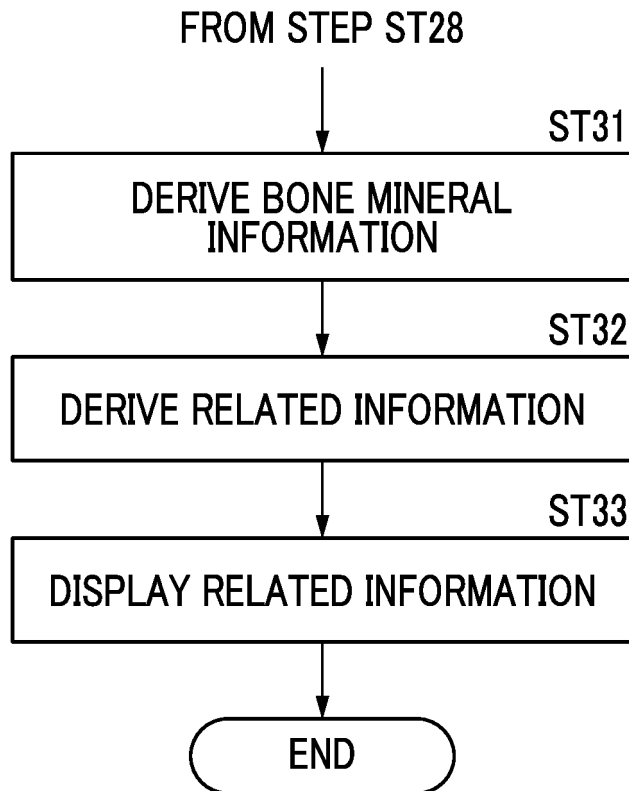 FROM STEP ST28
ST31
DERIVE BONE MINERAL
INFORMATION
ST32
DERIVE RELATED INFORMATION
ST33
DISPLAY RELATED INFORMATION
END